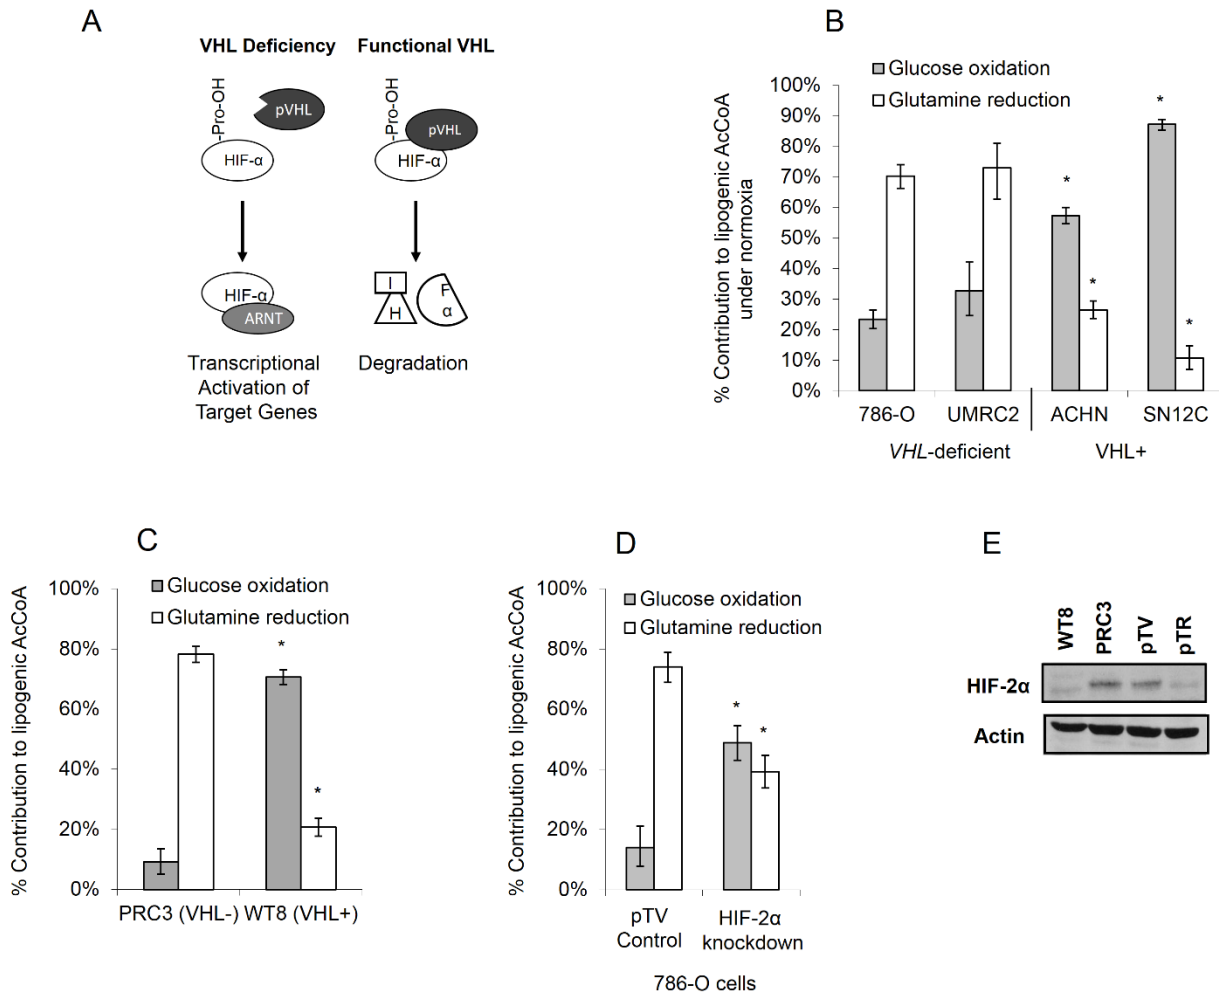 A
VHL Deficiency
Functional VHL
-Pro-OH
pVHL
HIF-α
-Pro-OH
pVHL
HIF-α
HIF-α
ARNT
I
H
F
α
Transcriptional
Activation of
Target Genes
Degradation
B
Glucose oxidation
Glutamine reduction
% Contribution to lipogenic AcCoA
under normoxia
100%
90%
80%
70%
60%
50%
40%
30%
20%
10%
0%
*
*
*
*
786-O
UMRC2
ACHN
SN12C
VHL-deficient
VHL+
C
Glucose oxidation
Glutamine reduction
% Contribution to lipogenic AcCoA
100%
80%
60%
40%
20%
0%
*
*
PRC3 (VHL-)
WT8 (VHL+)
D
Glucose oxidation
Glutamine reduction
% Contribution to lipogenic AcCoA
100%
80%
60%
40%
20%
0%
*
*
pTV
Control
HIF-2α
knockdown
786-O cells
E
WT8
PRC3
pTV
pTR
HIF-2α
Actin